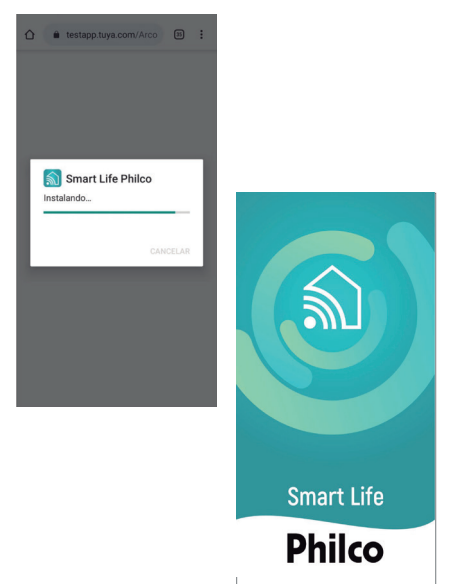 testapp.tuya.com/Arco
Smart Life Philco
Instalando...
CANCELAR
Smart Life
Philco